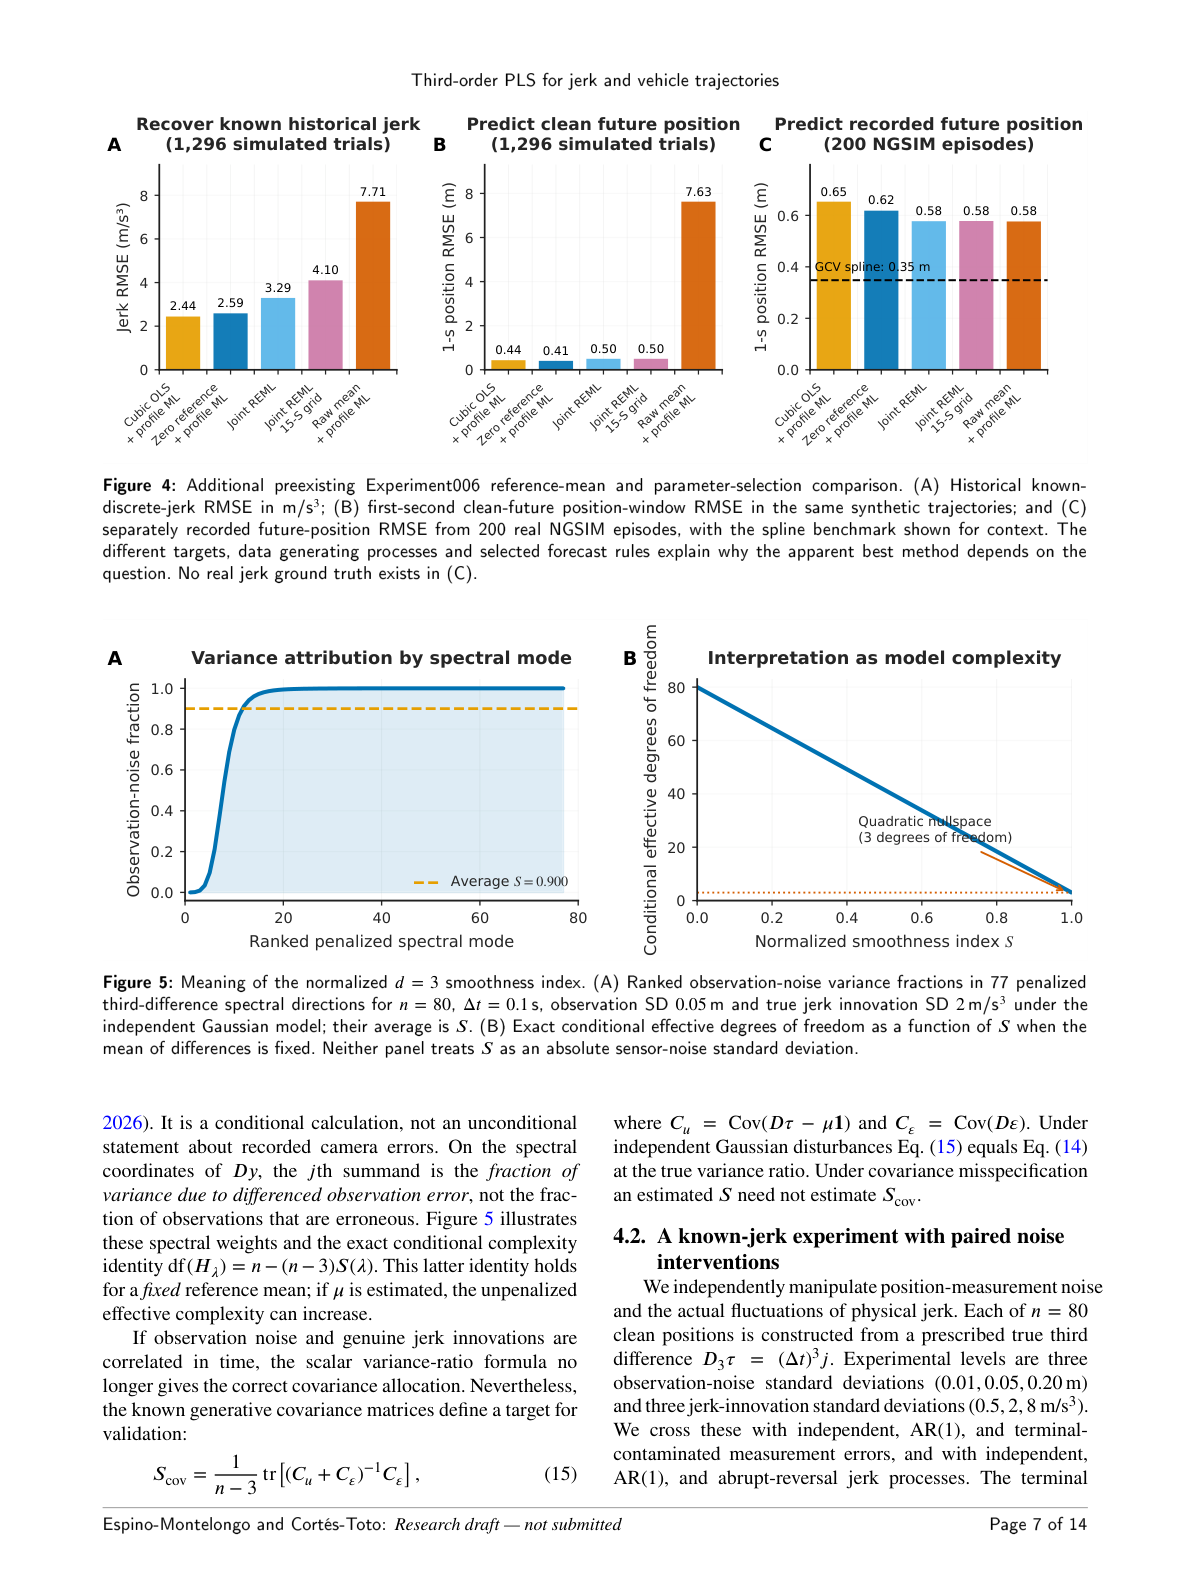 Third-order PLS for jerk and vehicle trajectories
A
Recover known historical jerk
(1,296 simulated trials)
Jerk RMSE (m/s³)
8
6
4
2
0
2.44
2.59
3.29
4.10
7.71
Cubic OLS
+ profile ML
Zero reference
+ profile ML
Joint REML
Joint REML
15-S grid
Raw mean
+ profile ML
B
Predict clean future position
(1,296 simulated trials)
1-s position RMSE (m)
8
6
4
2
0
0.44
0.41
0.50
0.50
7.63
Cubic OLS
+ profile ML
Zero reference
+ profile ML
Joint REML
Joint REML
15-S grid
Raw mean
+ profile ML
C
Predict recorded future position
(200 NGSIM episodes)
1-s position RMSE (m)
0.6
0.4
0.2
0.0
0.65
0.62
0.58
0.58
0.58
GCV spline: 0.35 m
Cubic OLS
+ profile ML
Zero reference
+ profile ML
Joint REML
Joint REML
15-S grid
Raw mean
+ profile ML
Figure 4: Additional preexisting Experiment006 reference-mean and parameter-selection comparison. (A) Historical known-
discrete-jerk RMSE in m/s³; (B) first-second clean-future position-window RMSE in the same synthetic trajectories; and (C)
separately recorded future-position RMSE from 200 real NGSIM episodes, with the spline benchmark shown for context. The
different targets, data generating processes and selected forecast rules explain why the apparent best method depends on the
question. No real jerk ground truth exists in (C).
A
Variance attribution by spectral mode
Observation-noise fraction
1.0
0.8
0.6
0.4
0.2
0.0
Average S = 0.900
0 20 40 60 80
Ranked penalized spectral mode
B
Interpretation as model complexity
Conditional effective degrees of freedom
80
60
40
20
0
Quadratic nullspace
(3 degrees of freedom)
0.0 0.2 0.4 0.6 0.8 1.0
Normalized smoothness index S
Figure 5: Meaning of the normalized d = 3 smoothness index. (A) Ranked observation-noise variance fractions in 77 penalized
third-difference spectral directions for n = 80, Δt = 0.1 s, observation SD 0.05 m and true jerk innovation SD 2 m/s³ under the
independent Gaussian model; their average is S. (B) Exact conditional effective degrees of freedom as a function of S when the
mean of differences is fixed. Neither panel treats S as an absolute sensor-noise standard deviation.
2026). It is a conditional calculation, not an unconditional
statement about recorded camera errors. On the spectral
coordinates of Dy, the jth summand is the fraction of
variance due to differenced observation error, not the frac-
tion of observations that are erroneous. Figure 5 illustrates
these spectral weights and the exact conditional complexity
identity df(H_λ) = n − (n − 3)S(λ). This latter identity holds
for a fixed reference mean; if μ is estimated, the unpenalized
effective complexity can increase.
If observation noise and genuine jerk innovations are
correlated in time, the scalar variance-ratio formula no
longer gives the correct covariance allocation. Nevertheless,
the known generative covariance matrices define a target for
validation:
S_cov = 1/(n − 3) tr[(C_u + C_ε)⁻¹C_ε], (15)
where C_u = Cov(Dτ − μ1) and C_ε = Cov(Dε). Under
independent Gaussian disturbances Eq. (15) equals Eq. (14)
at the true variance ratio. Under covariance misspecification
an estimated S need not estimate S_cov.
4.2. A known-jerk experiment with paired noise
interventions
We independently manipulate position-measurement noise
and the actual fluctuations of physical jerk. Each of n = 80
clean positions is constructed from a prescribed true third
difference D₃τ = (Δt)³j. Experimental levels are three
observation-noise standard deviations (0.01, 0.05, 0.20 m)
and three jerk-innovation standard deviations (0.5, 2, 8 m/s³).
We cross these with independent, AR(1), and terminal-
contaminated measurement errors, and with independent,
AR(1), and abrupt-reversal jerk processes. The terminal
Espino-Montelongo and Cortés-Toto: Research draft — not submitted
Page 7 of 14